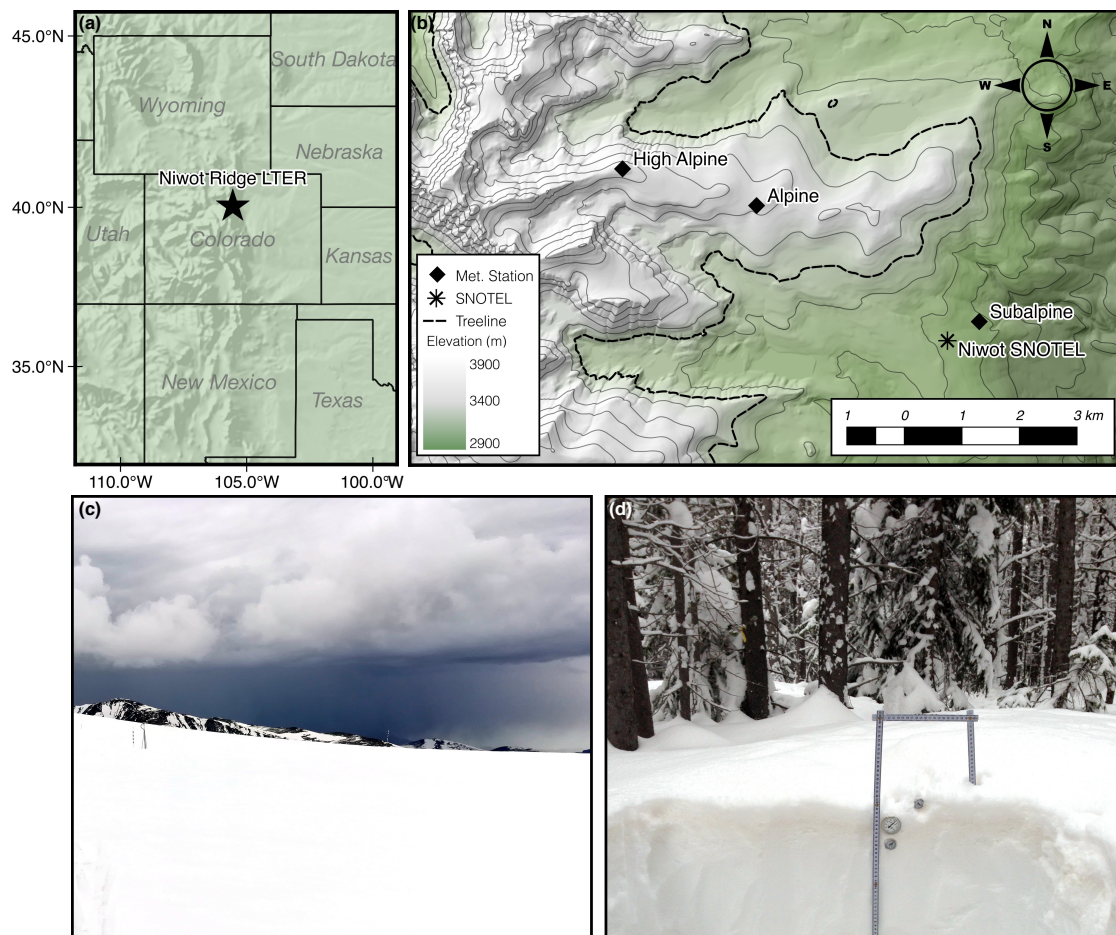 (a)
45.0°N
40.0°N
35.0°N
110.0°W
105.0°W
100.0°W
South Dakota
Wyoming
Nebraska
Niwot Ridge LTER
Utah
Colorado
Kansas
New Mexico
Texas
(b)
N
W
E
S
High Alpine
Alpine
Subalpine
Niwot SNOTEL
Met. Station
SNOTEL
Treeline
Elevation (m)
3900
3400
2900
1 0 1 2 3 km
(c)
(d)